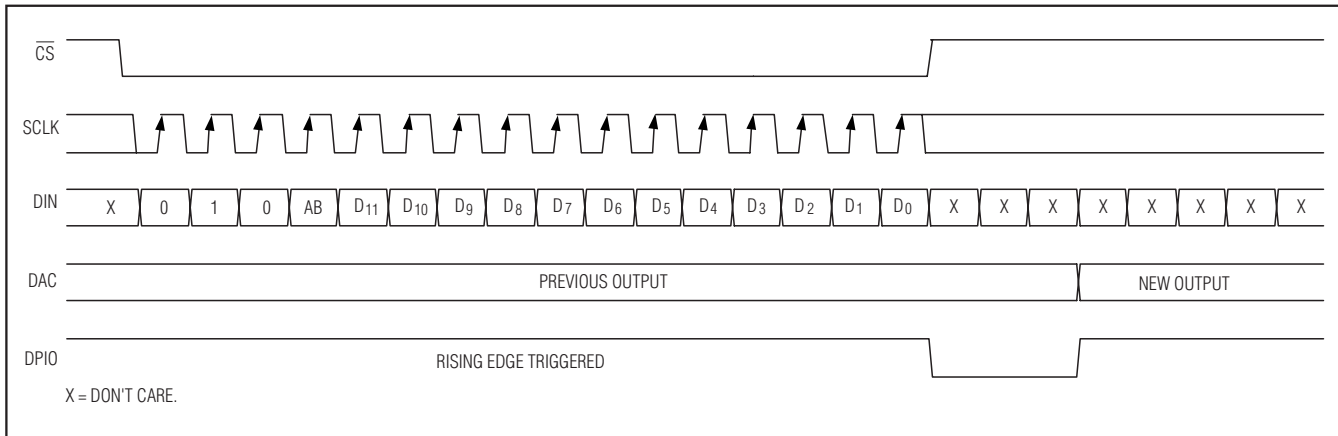 CS
SCLK
DIN X 0 1 0 AB D11 D10 D9 D8 D7 D6 D5 D4 D3 D2 D1 D0 X X X X X X X X
DAC PREVIOUS OUTPUT NEW OUTPUT
DPIO RISING EDGE TRIGGERED
X = DON'T CARE.